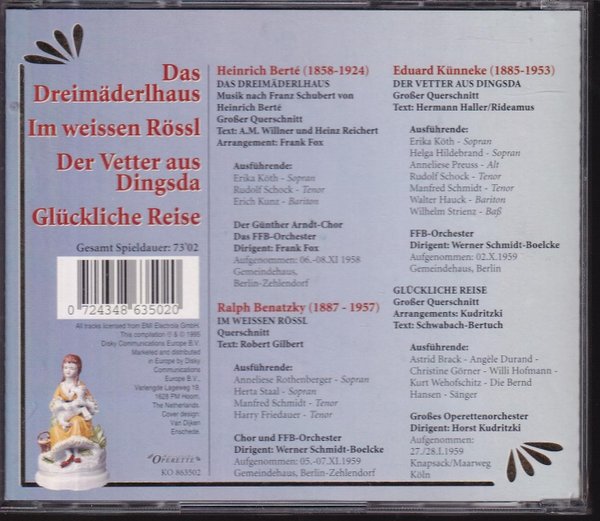 Das
Dreimäderlhaus
Im weissen Rössl
Der Vetter aus
Dingsda
Glückliche Reise
Gesamt Spieldauer: 73'02
0 724348 635020
All tracks licensed from EMI Electrola GmbH.
This compilation ℗ & © 1995
Disky Communications Europe B.V.
Marketed and distributed
in Europe by Disky
Communications
Europe B.V.,
Van Dijken
Enschede.
Operette
KO 863502
Heinrich Berté (1858-1924)
DAS DREIMÄDERLHAUS
Musik nach Franz Schubert von
Heinrich Berté
Großer Querschnitt
Text: A.M. Willner und Heinz Reichert
Arrangement: Frank Fox
Ausführende:
Erika Köth - Sopran
Rudolf Schock - Tenor
Erich Kunz - Bariton
Der Günther Arndt-Chor
Das FFB-Orchester
Dirigent: Frank Fox
Aufgenommen: 06.-08.XI 1958
Gemeindehaus,
Berlin-Zehlendorf
Ralph Benatzky (1887 - 1957)
IM WEISSEN RÖSSL
Querschnitt
Text: Robert Gilbert
Ausführende:
Anneliese Rothenberger - Sopran
Herta Staal - Sopran
Manfred Schmidt - Tenor
Harry Friedauer - Tenor
Chor und FFB-Orchester
Dirigent: Werner Schmidt-Boelcke
Aufgenommen: 05.-07.XI.1959
Gemeindehaus, Berlin-Zehlendorf
Eduard Künneke (1885-1953)
DER VETTER AUS DINGSDA
Großer Querschnitt
Text: Hermann Haller/Rideamus
Ausführende:
Erika Köth - Sopran
Helga Hildebrand - Sopran
Anneliese Preuss - Alt
Rudolf Schock - Tenor
Manfred Schmidt - Tenor
Walter Hauck - Bariton
Wilhelm Strienz - Baß
FFB-Orchester
Dirigent: Werner Schmidt-Boelcke
Aufgenommen: 02.X.1959
Gemeindehaus, Berlin
GLÜCKLICHE REISE
Großer Querschnitt
Arrangements: Kudritzki
Text: Schwabach-Bertuch
Ausführende:
Astrid Brack - Angèle Durand -
Christine Görner - Willi Hofmann -
Kurt Wehofschitz - Die Bernd
Hansen - Sänger
Großes Operettenorchester
Dirigent: Horst Kudritzki
Aufgenommen:
27./28.I.1959
Knapsack/Maarweg
Köln